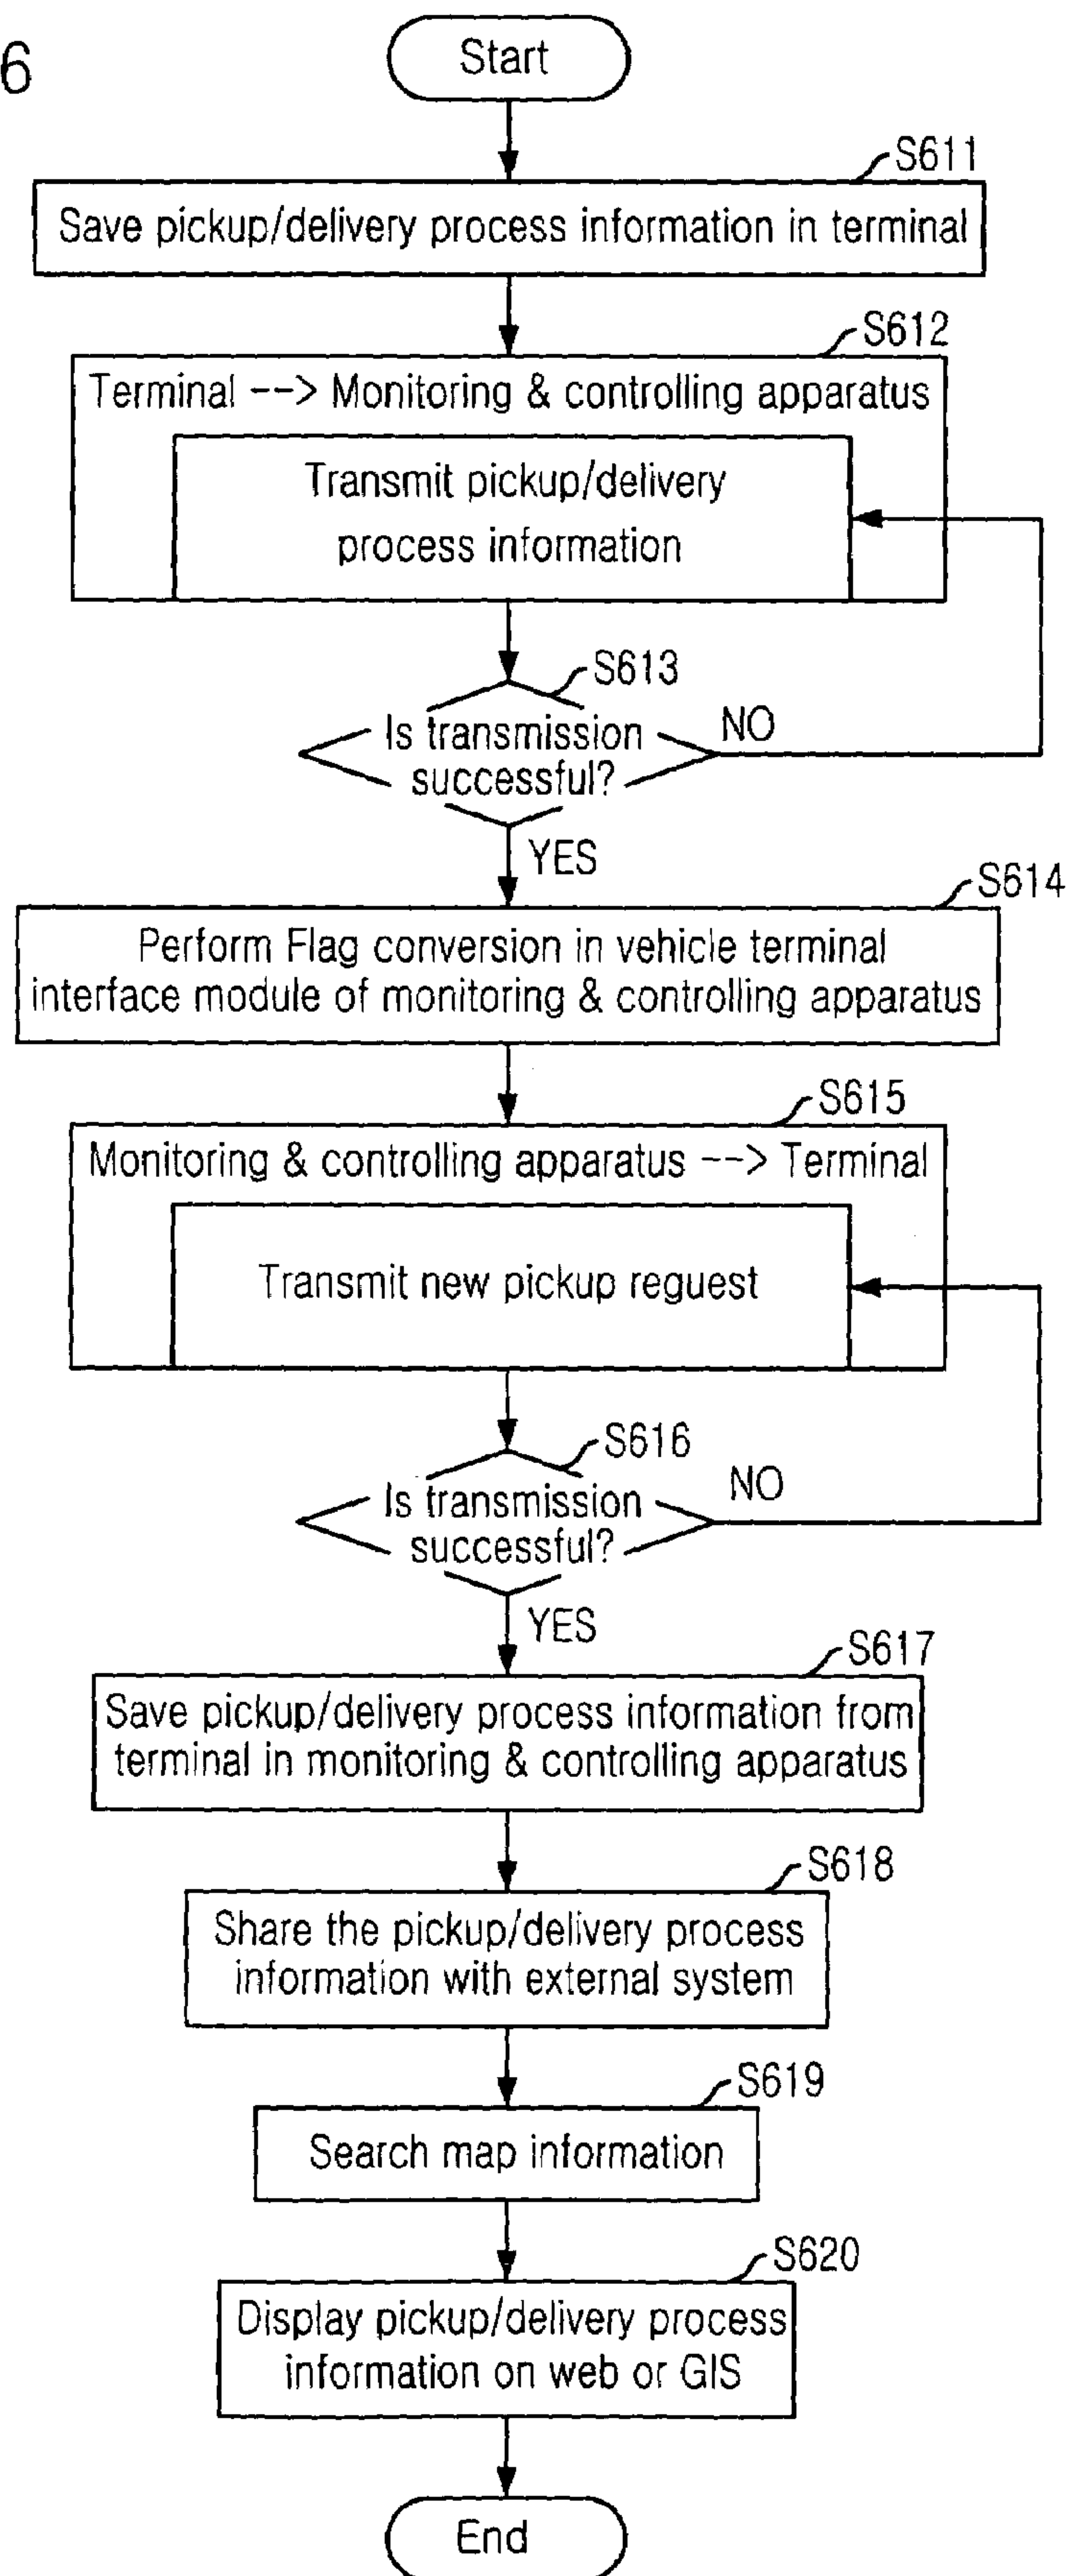 6
Start
S611
Save pickup/delivery process information in terminal
S612
Terminal --> Monitoring & controlling apparatus
Transmit pickup/delivery
process information
S613
Is transmission
successful?
NO
YES
S614
Perform Flag conversion in vehicle terminal
interface module of monitoring & controlling apparatus
S615
Monitoring & controlling apparatus --> Terminal
Transmit new pickup reguest
S616
Is transmission
successful?
NO
YES
S617
Save pickup/delivery process information from
terminal in monitoring & controlling apparatus
S618
Share the pickup/delivery process
information with external system
S619
Search map information
S620
Display pickup/delivery process
information on web or GIS
End